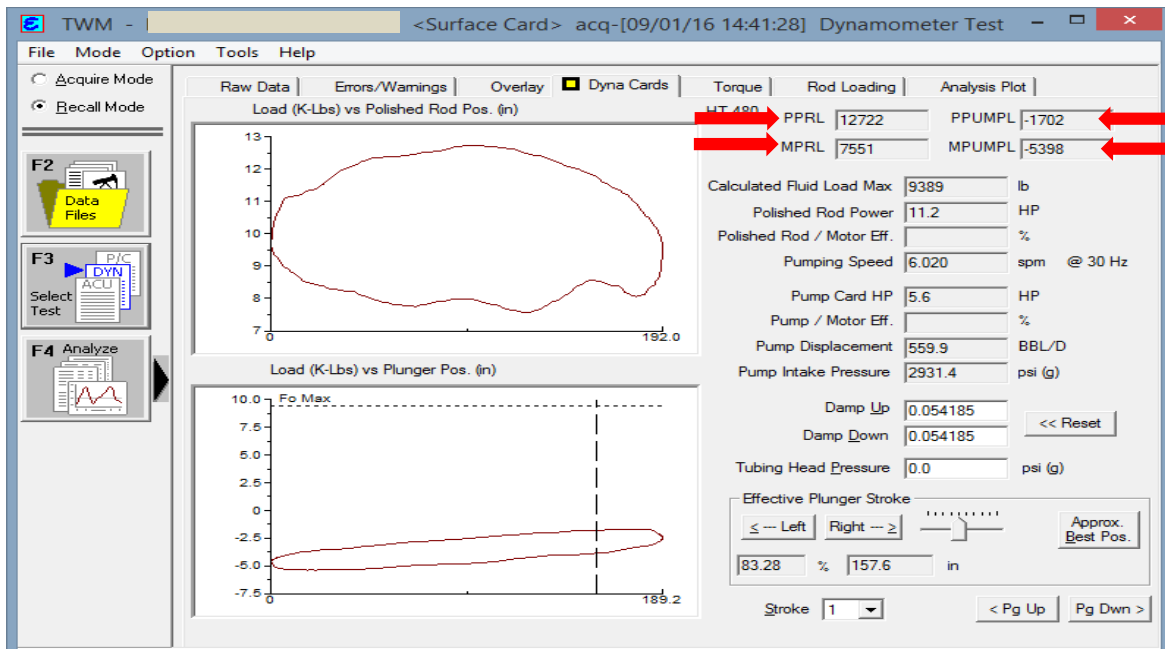 TWM - <Surface Card> acq-[09/01/16 14:41:28] Dynamometer Test
File Mode Option Tools Help
Acquire Mode
Recall Mode
F2
Data
Files
F3
P/C
DYN
ACU
Select
Test
F4 Analyze
Raw Data Errors/Warnings Overlay Dyna Cards Torque Rod Loading Analysis Plot
Load (K-Lbs) vs Polished Rod Pos. (in)
13
12
11
10
9
8
7
0 192.0
Load (K-Lbs) vs Plunger Pos. (in)
10.0 Fo Max
7.5
5.0
2.5
0
-2.5
-5.0
-7.5
0 189.2
HT 480
PPRL 12722 PPUMPL -1702
MPRL 7551 MPUMPL -5398
Calculated Fluid Load Max 9389 lb
Polished Rod Power 11.2 HP
Polished Rod / Motor Eff. %
Pumping Speed 6.020 spm @ 30 Hz
Pump Card HP 5.6 HP
Pump / Motor Eff. %
Pump Displacement 559.9 BBL/D
Pump Intake Pressure 2931.4 psi (g)
Damp Up 0.054185
Damp Down 0.054185
<< Reset
Tubing Head Pressure 0.0 psi (g)
Effective Plunger Stroke
< --- Left Right --- >
Approx.
Best Pos.
83.28 % 157.6 in
Stroke 1
< Pg Up Pg Dwn >